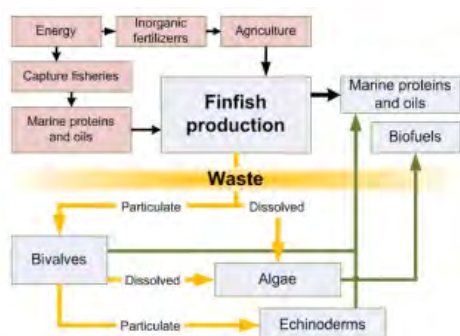 Energy
Inorganic
fertilizerrs
Agriculture
Capture fisheries
Marine proteins
and oils
Finfish
production
Marine proteins
and oils
Biofuels
Waste
Particulate
Dissolved
Bivalves
Dissolved
Algae
Particulate
Echinoderms